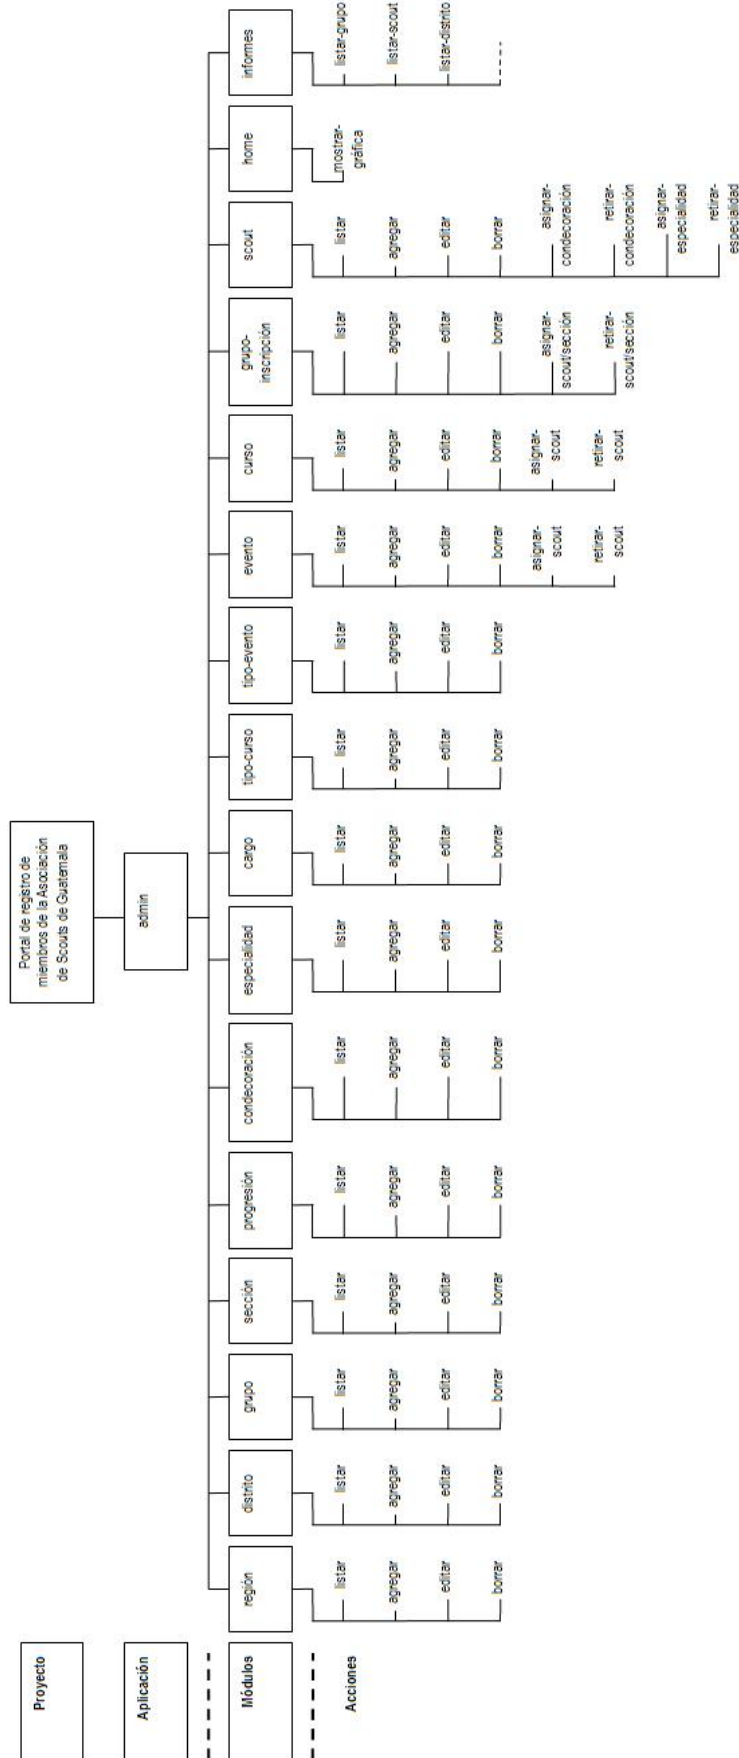 Proyecto
Portal de registro de
miembros de la Asociación
de Scouts de Guatemala
Aplicación
admin
Módulos
región
distrito
grupo
sección
progresión
condecoración
especialidad
cargo
tipo-curso
tipo-evento
evento
curso
grupo-
inscripción
scout
home
informes
Acciones
listar
agregar
editar
borrar
listar
agregar
editar
borrar
listar
agregar
editar
borrar
listar
agregar
editar
borrar
listar
agregar
editar
borrar
listar
agregar
editar
borrar
listar
agregar
editar
borrar
listar
agregar
editar
borrar
listar
agregar
editar
borrar
listar
agregar
editar
borrar
listar
agregar
editar
borrar
asignar-
scout
retirar-
scout
listar
agregar
editar
borrar
asignar-
scout
retirar-
scout
listar
agregar
editar
borrar
asignar-
scout/sección
retirar-
scout/sección
listar
agregar
editar
borrar
asignar-
condecoración
retirar-
condecoración
asignar-
especialidad
retirar-
especialidad
mostrar-
gráfica
listar-grupo
listar-scout
listar-distrito